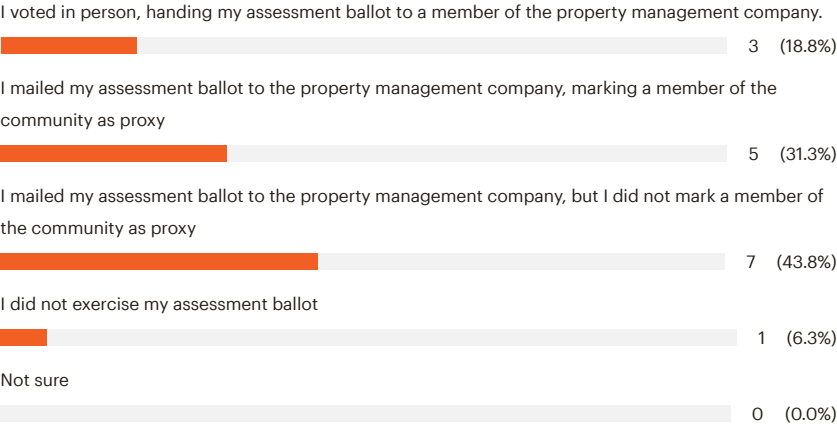 I voted in person, handing my assessment ballot to a member of the property management company.
3 (18.8%)
I mailed my assessment ballot to the property management company, marking a member of the
community as proxy
5 (31.3%)
I mailed my assessment ballot to the property management company, but I did not mark a member of
the community as proxy
7 (43.8%)
I did not exercise my assessment ballot
1 (6.3%)
Not sure
0 (0.0%)